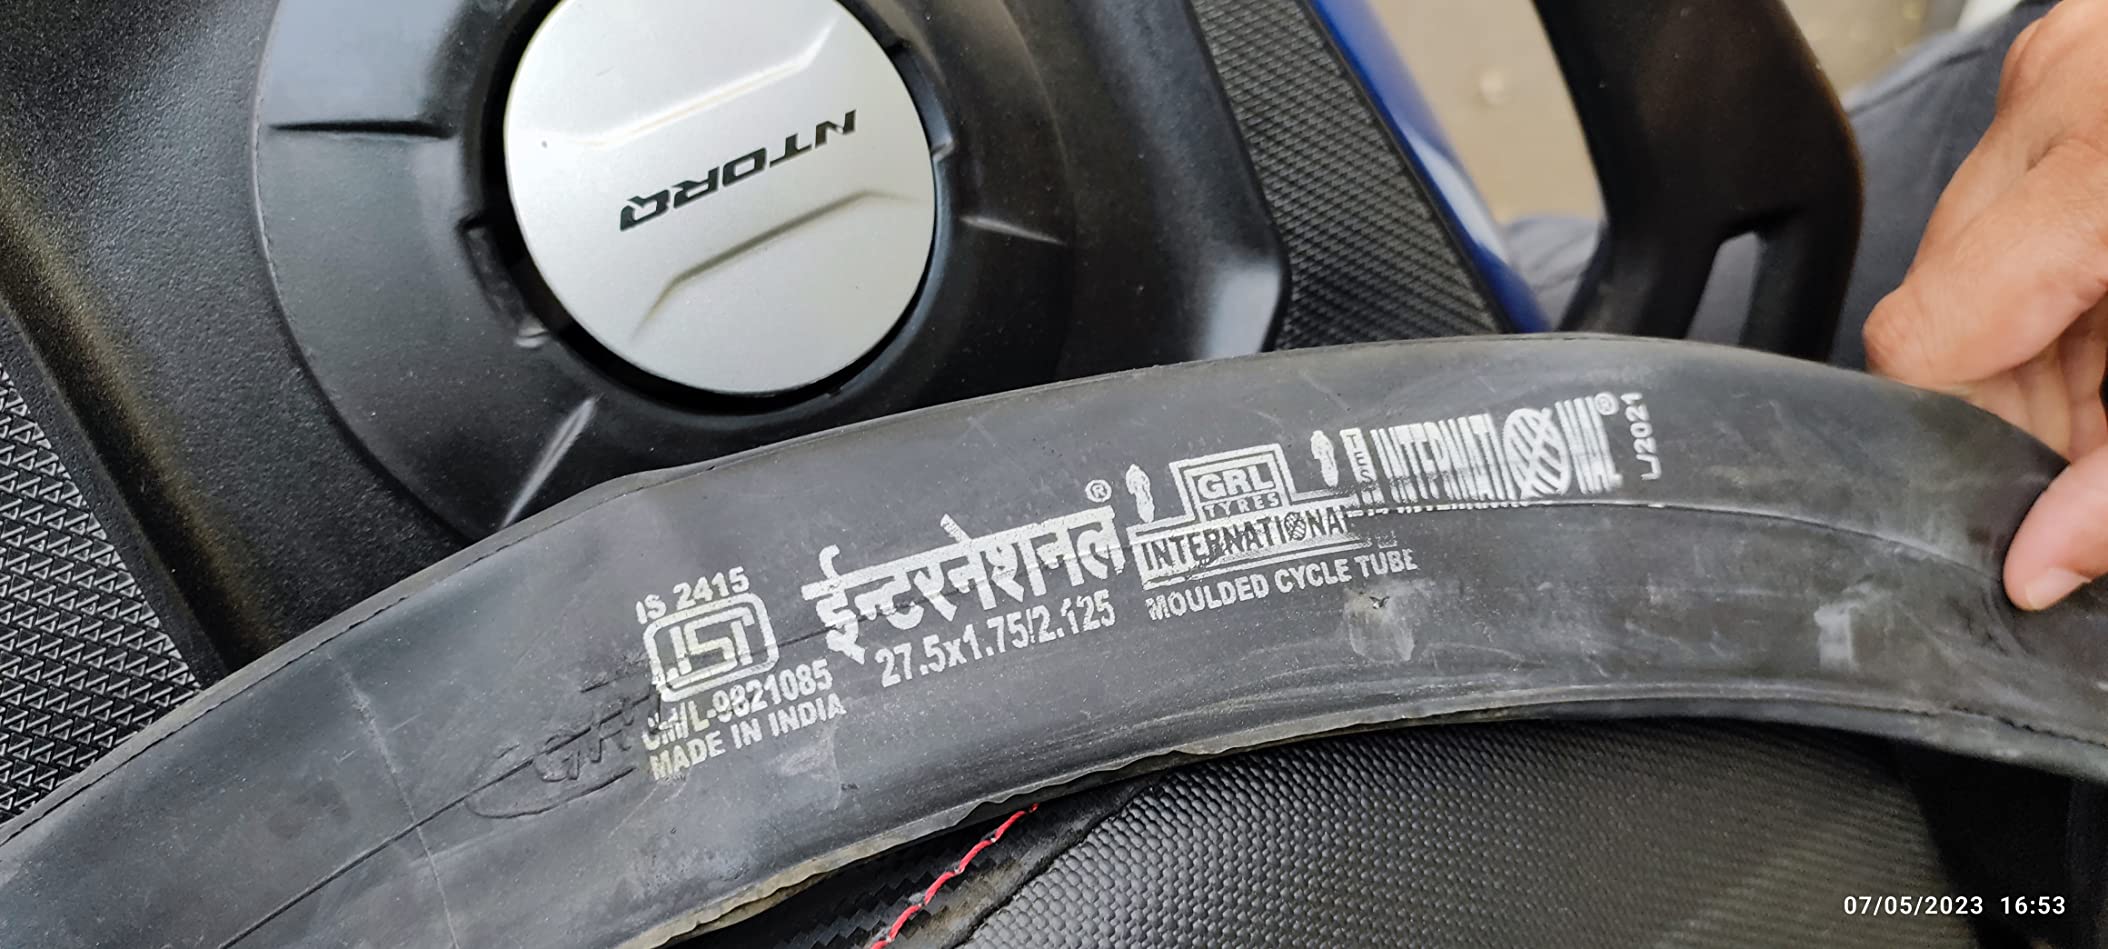 NTORQ
IS 2415
ISI
CM/L-9821085
MADE IN INDIA
ईन्टरनेशनल®
27.5x1.75/2.125
GRL
TYRES
INTERNATIONAL
MOULDED CYCLE TUBE
INTERNATIONAL®
L/2021
07/05/2023 16:53